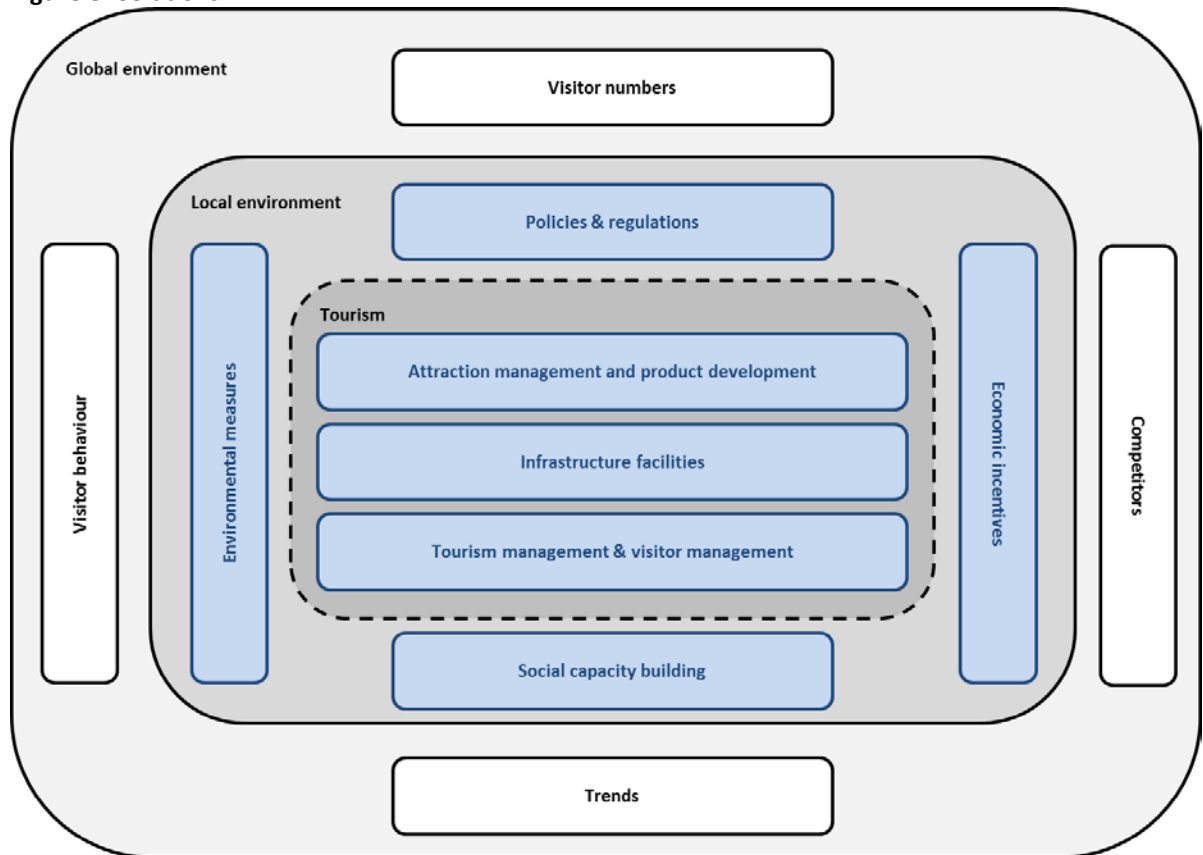 Global environment
Visitor numbers
Local environment
Policies & regulations
Tourism
Attraction management and product development
Infrastructure facilities
Tourism management & visitor management
Visitor behaviour
Environmental measures
Economic incentives
Competitors
Social capacity building
Trends